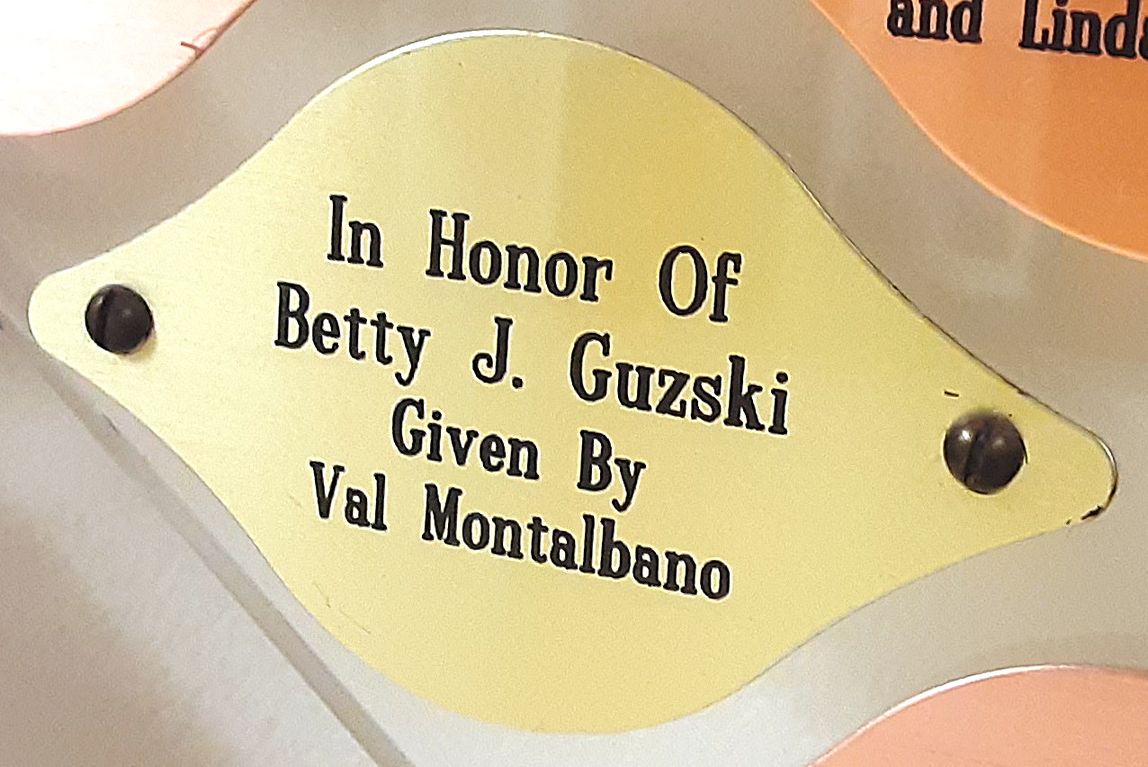 and Linda
In Honor Of
Betty J. Guzski
Given By
Val Montalbano